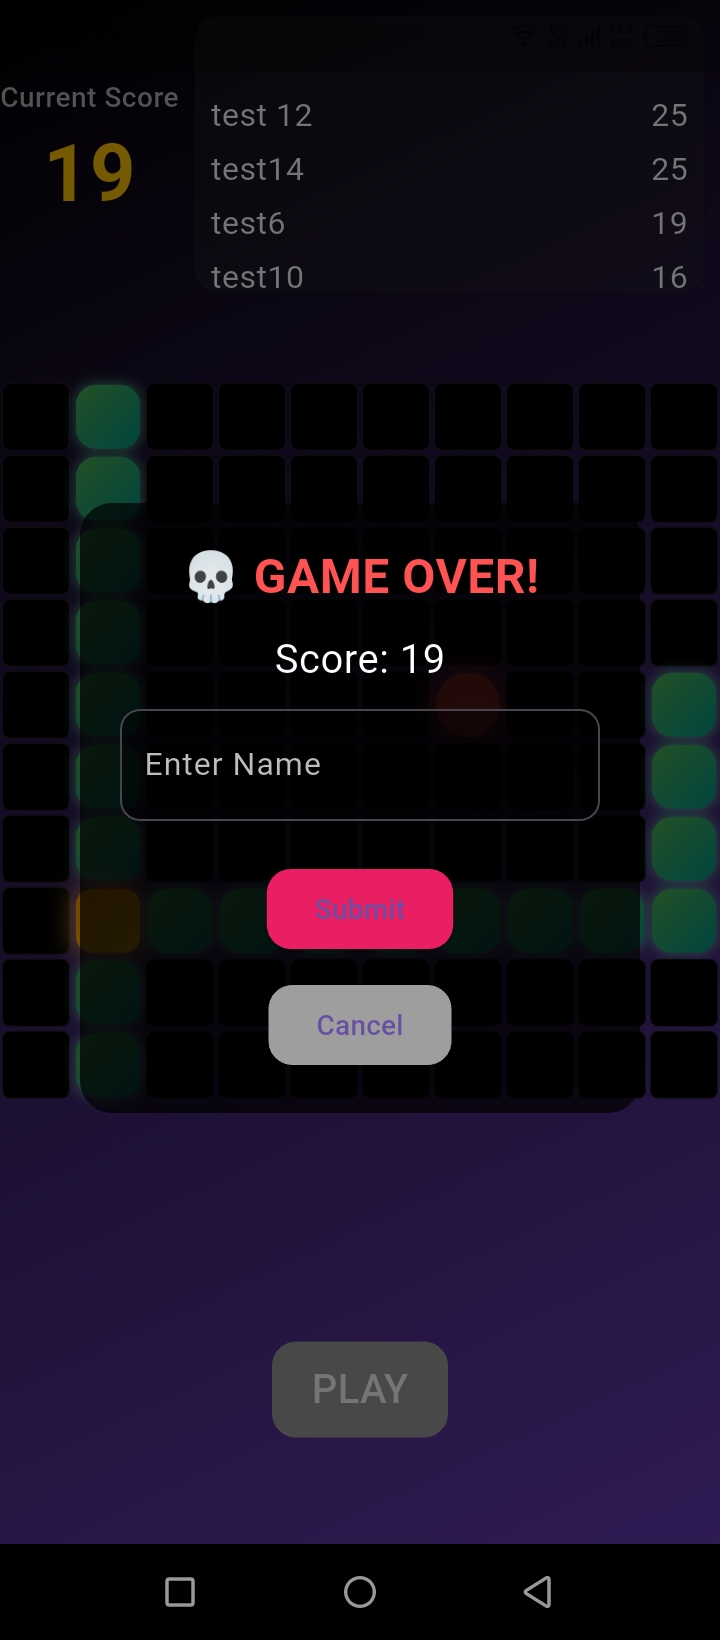 Current Score
19
test 12 25
test14 25
test6 19
test10 16
💀 GAME OVER!
Score: 19
Enter Name
Submit
Cancel
PLAY